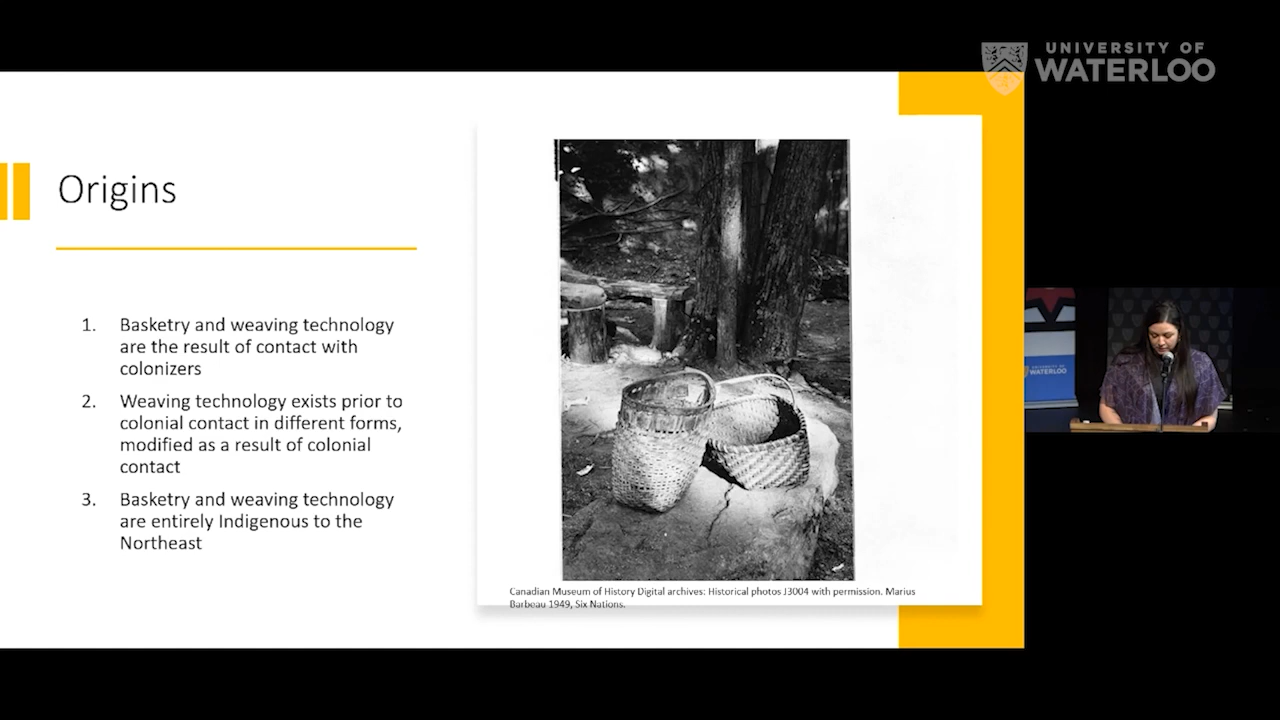 UNIVERSITY OF
WATERLOO
Origins
1. Basketry and weaving technology
are the result of contact with
colonizers
2. Weaving technology exists prior to
colonial contact in different forms,
modified as a result of colonial
contact
3. Basketry and weaving technology
are entirely Indigenous to the
Northeast
Canadian Museum of History Digital archives: Historical photos J3004 with permission. Marius
Barbeau 1949, Six Nations.
UNIVERSITY OF
WATERLOO